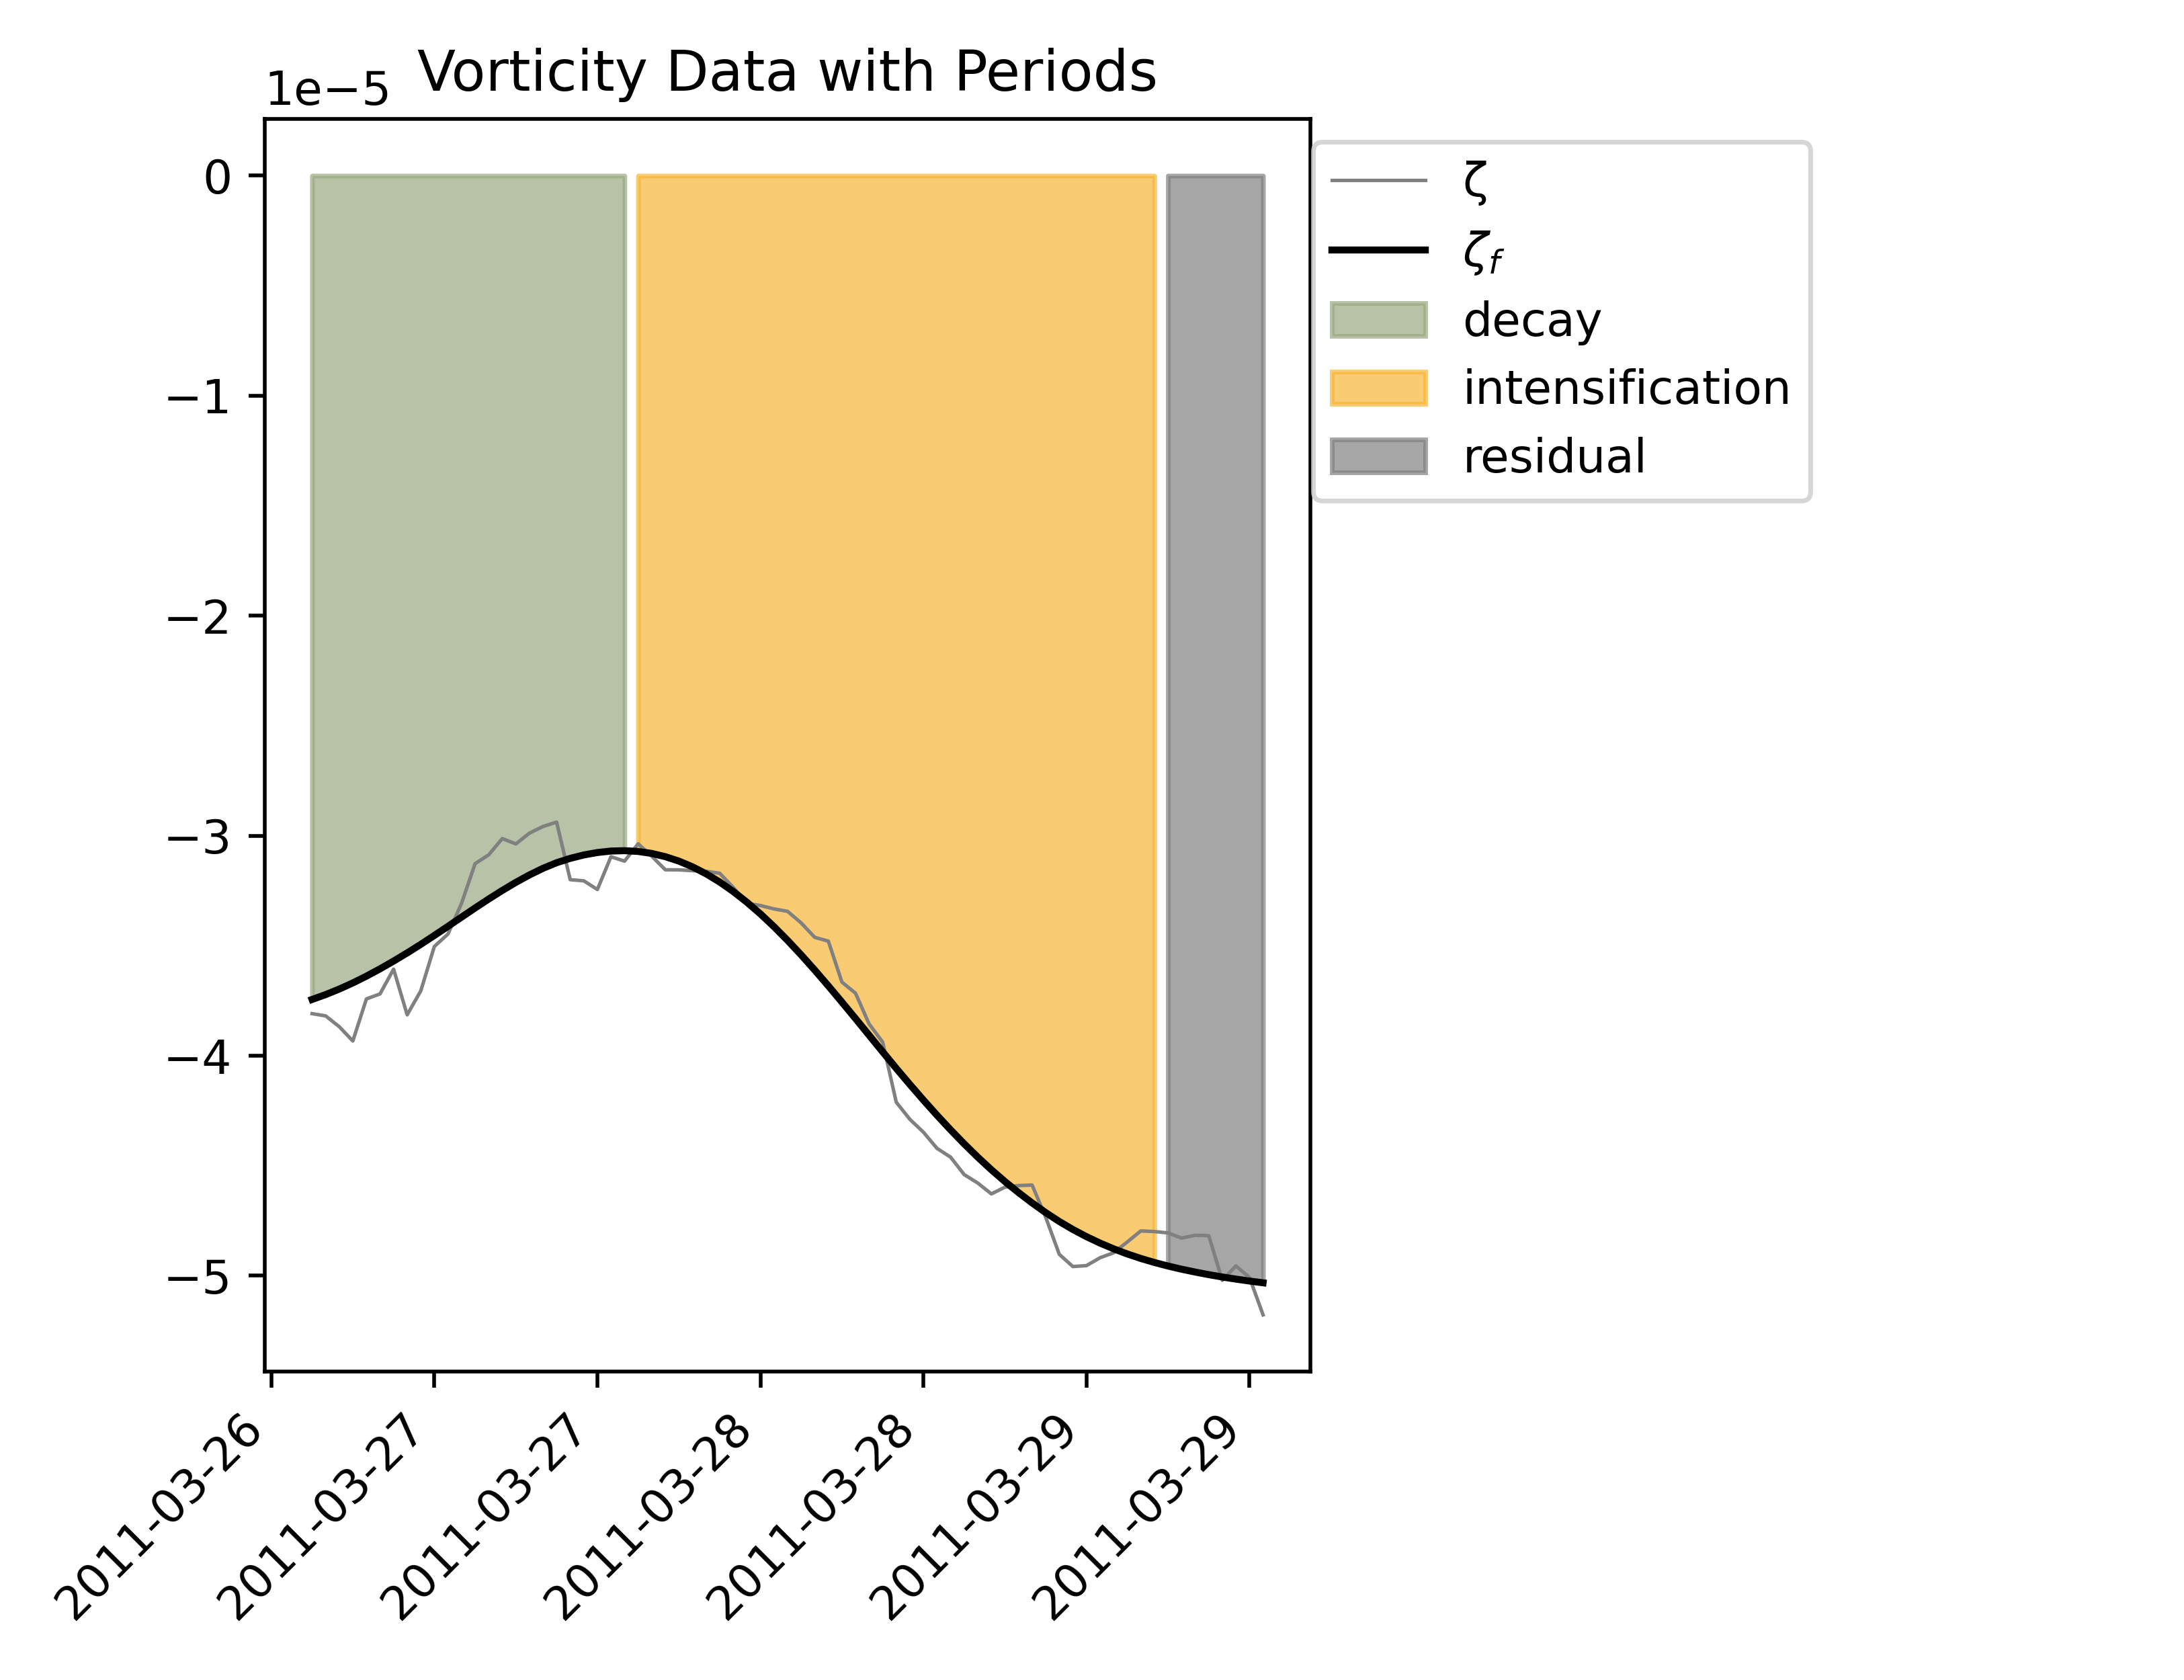 Vorticity Data with Periods
1e−5
0
−1
−2
−3
−4
−5
ζ
ζf
decay
intensification
residual
2011-03-26
2011-03-27
2011-03-27
2011-03-28
2011-03-28
2011-03-29
2011-03-29